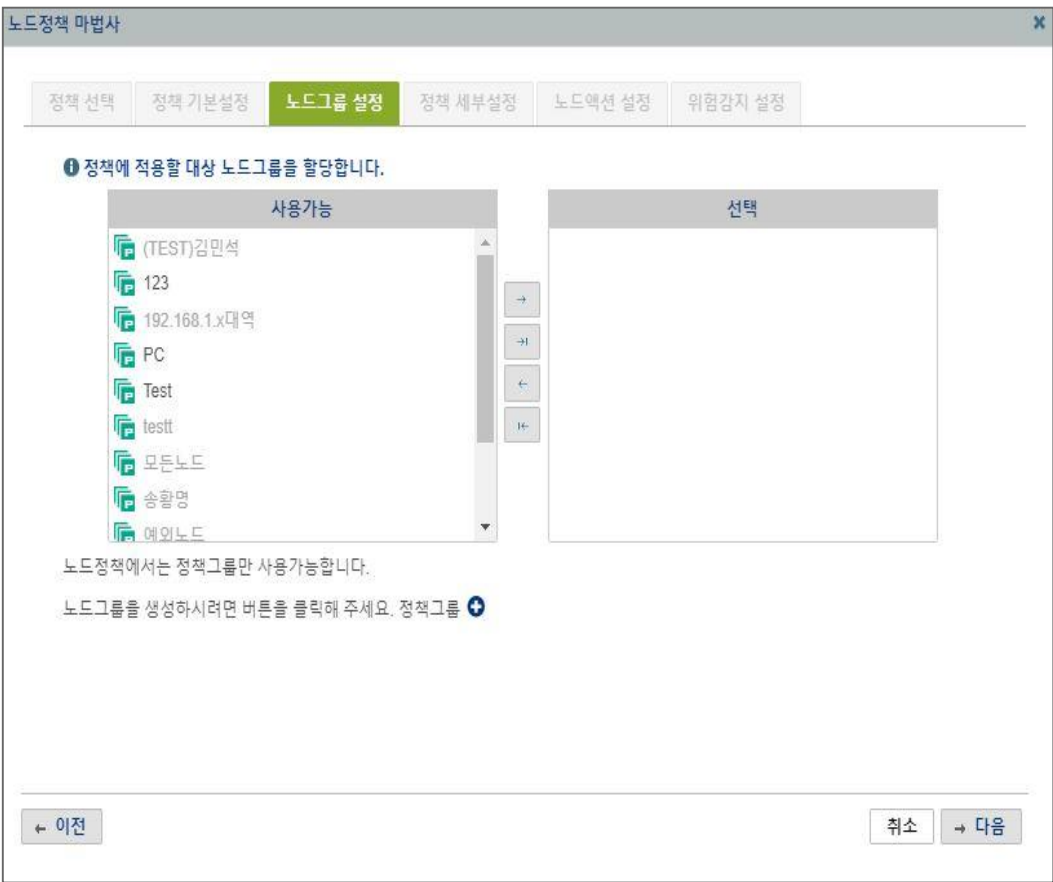 노드정책 마법사
정책 선택 정책 기본설정 노드그룹 설정 정책 세부설정 노드액션 설정 위험감지 설정
정책에 적용할 대상 노드그룹을 할당합니다.
사용가능 선택
(TEST)김민석
123
192.168.1.x대역
PC
Test
testt
모든노드
송황명
예외노드
노드정책에서는 정책그룹만 사용가능합니다.
노드그룹을 생성하시려면 버튼을 클릭해 주세요. 정책그룹
← 이전 취소 → 다음